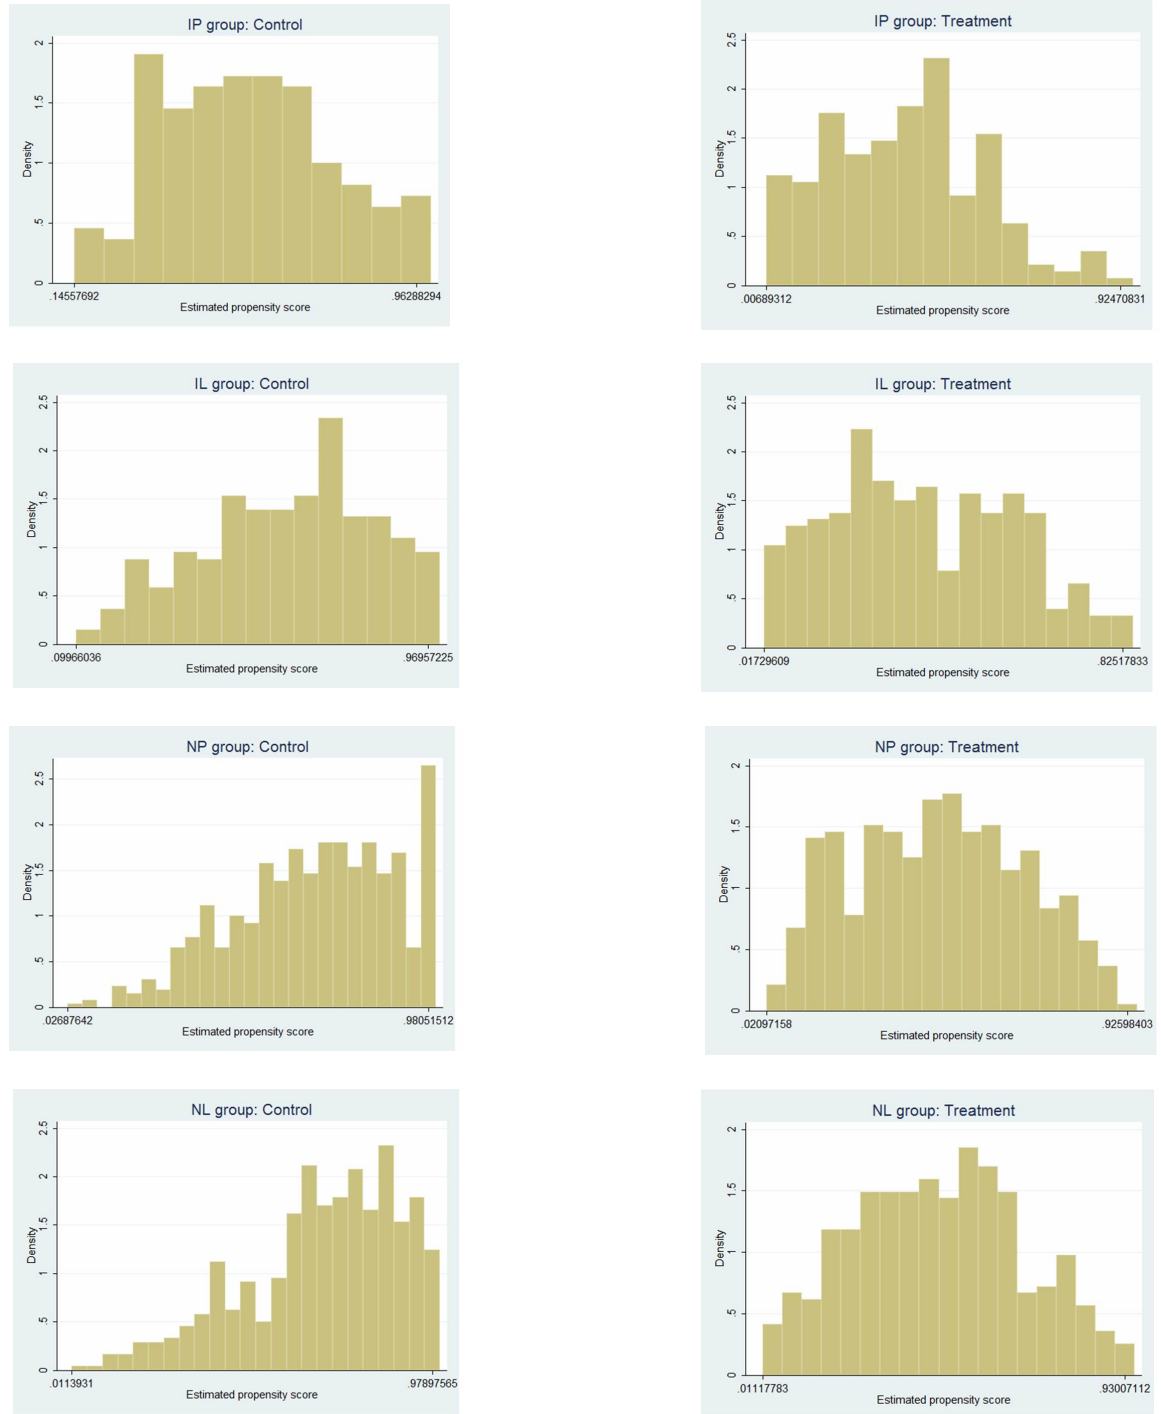 IP group: Control
2
1.5
1
.5
0
Density
.14557692 .96288294
Estimated propensity score
IP group: Treatment
2.5
2
1.5
1
.5
0
Density
.00689312 .92470831
Estimated propensity score
IL group: Control
2.5
2
1.5
1
.5
0
Density
.09966036 .96957225
Estimated propensity score
IL group: Treatment
2.5
2
1.5
1
.5
0
Density
.01729609 .82517833
Estimated propensity score
NP group: Control
2.5
2
1.5
1
.5
0
Density
.02687642 .98051512
Estimated propensity score
NP group: Treatment
2
1.5
1
.5
0
Density
.02097158 .92598403
Estimated propensity score
NL group: Control
2.5
2
1.5
1
.5
0
Density
.0113931 .97897565
Estimated propensity score
NL group: Treatment
2
1.5
1
.5
0
Density
.01117783 .93007112
Estimated propensity score